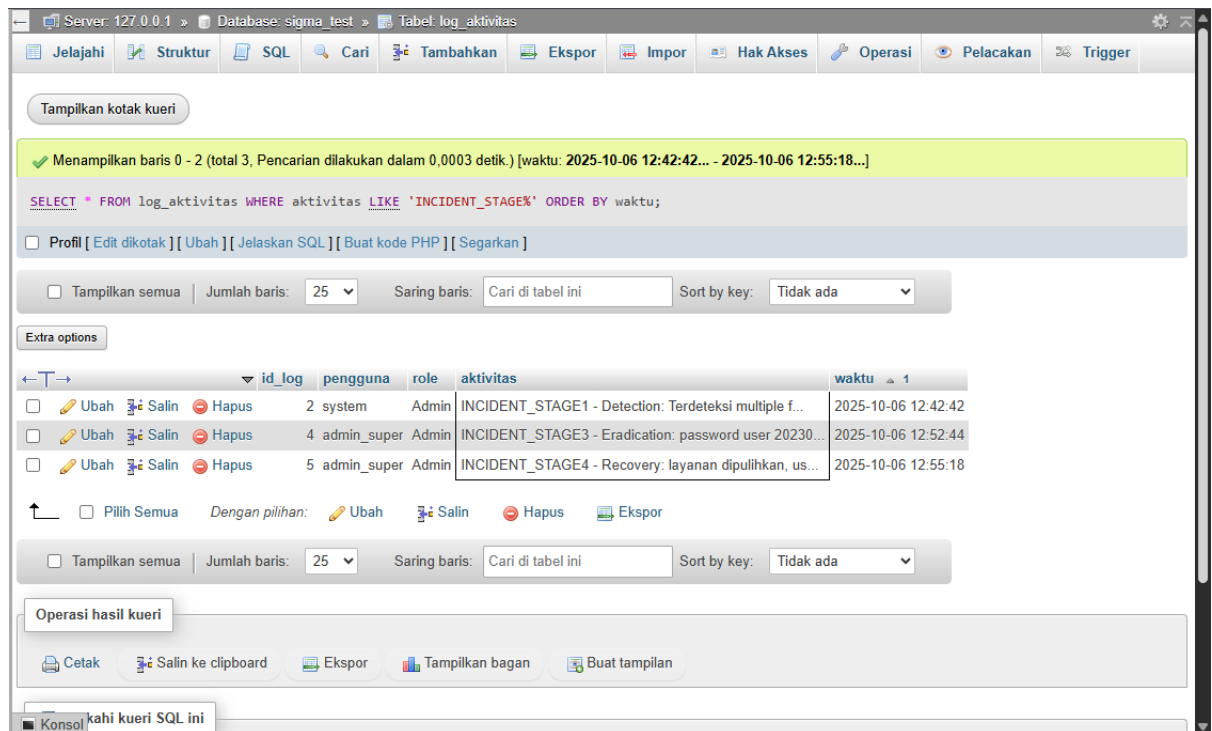 Server: 127.0.0.1 » Database: sigma_test » Tabel: log_aktivitas
Jelajahi Struktur SQL Cari Tambahkan Ekspor Impor Hak Akses Operasi Pelacakan Trigger
Tampilkan kotak kueri
Menampilkan baris 0 - 2 (total 3, Pencarian dilakukan dalam 0,0003 detik.) [waktu: 2025-10-06 12:42:42... - 2025-10-06 12:55:18...]
SELECT * FROM log_aktivitas WHERE aktivitas LIKE 'INCIDENT_STAGE%' ORDER BY waktu;
Profil [ Edit dikotak ] [ Ubah ] [ Jelaskan SQL ] [ Buat kode PHP ] [ Segarkan ]
Tampilkan semua | Jumlah baris: 25 Saring baris: Cari di tabel ini Sort by key: Tidak ada
Extra options
←T→ id_log pengguna role aktivitas waktu 1
Ubah Salin Hapus 2 system Admin INCIDENT_STAGE1 - Detection: Terdeteksi multiple f... 2025-10-06 12:42:42
Ubah Salin Hapus 4 admin_super Admin INCIDENT_STAGE3 - Eradication: password user 20230... 2025-10-06 12:52:44
Ubah Salin Hapus 5 admin_super Admin INCIDENT_STAGE4 - Recovery: layanan dipulihkan, us... 2025-10-06 12:55:18
Pilih Semua Dengan pilihan: Ubah Salin Hapus Ekspor
Tampilkan semua | Jumlah baris: 25 Saring baris: Cari di tabel ini Sort by key: Tidak ada
Operasi hasil kueri
Cetak Salin ke clipboard Ekspor Tampilkan bagan Buat tampilan
kahi kueri SQL ini
Konsol